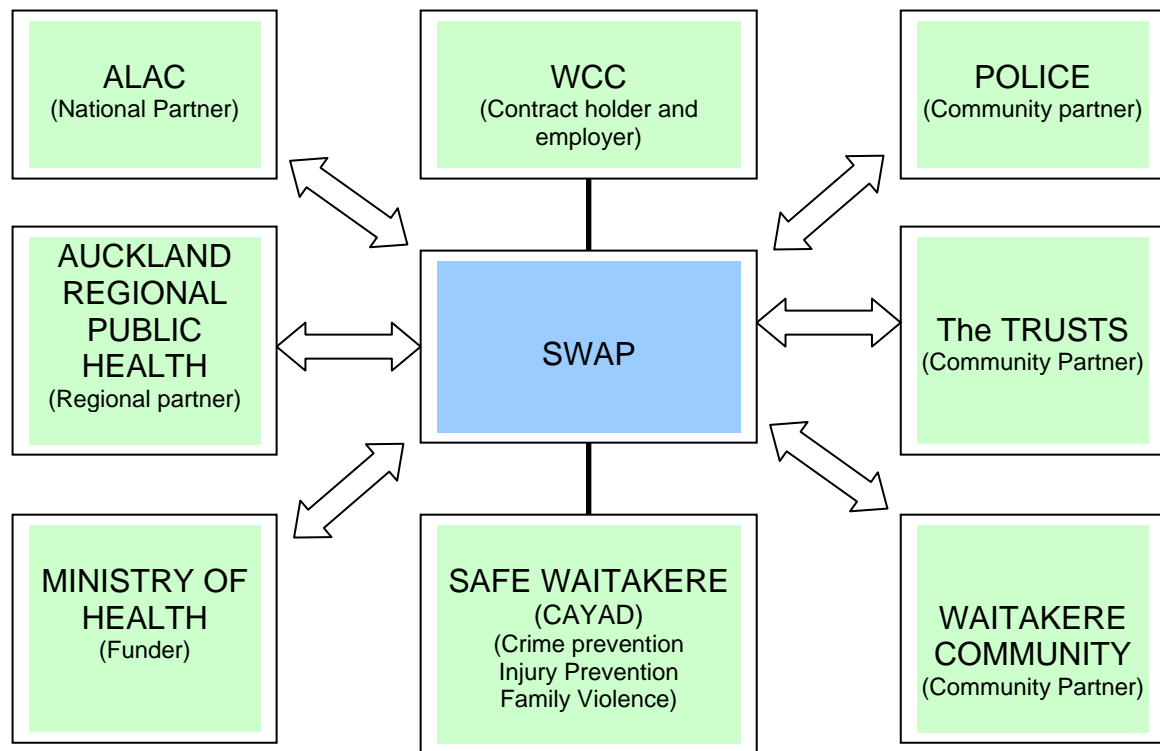 ALAC
(National Partner)
WCC
(Contract holder and
employer)
POLICE
(Community partner)
AUCKLAND
REGIONAL
PUBLIC
HEALTH
(Regional partner)
SWAP
The TRUSTS
(Community Partner)
MINISTRY OF
HEALTH
(Funder)
SAFE WAITAKERE
(CAYAD)
(Crime prevention
Injury Prevention
Family Violence)
WAITAKERE
COMMUNITY
(Community Partner)